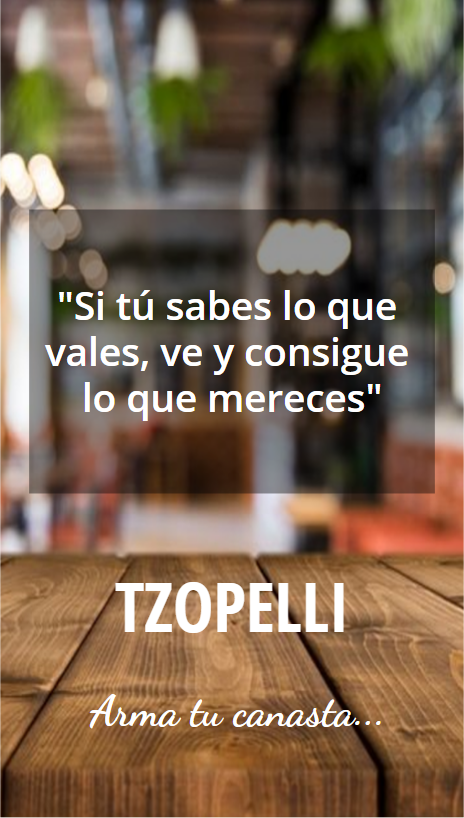 "Si tú sabes lo que
vales, ve y consigue
lo que mereces"
TZOPELLI
Arma tu canasta...